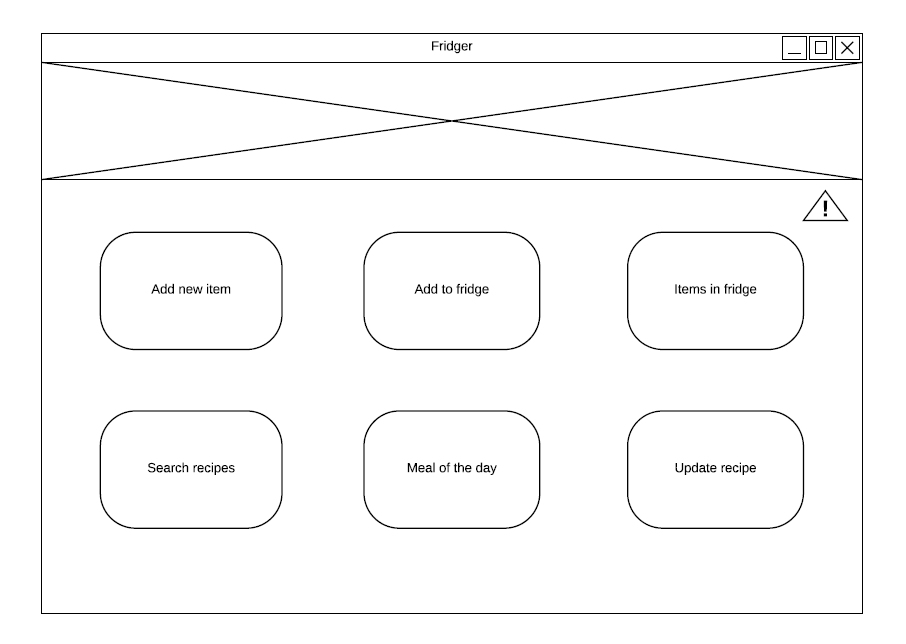 Fridger
!
Add new item
Add to fridge
Items in fridge
Search recipes
Meal of the day
Update recipe